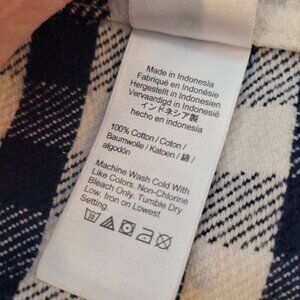 Made in Indonesia
Fabriqué en Indonésie
Hergestellt in Indonesien
Vervaardigd in Indonesien
インドネシア製
hecho en indonesia
100% Cotton / Coton /
Baumwolle / Katoen / 綿 /
algodón
Machine Wash Cold With
Like Colors. Non-Chlorine
Bleach Only. Tumble Dry
Low. Iron on Lowest
Setting.